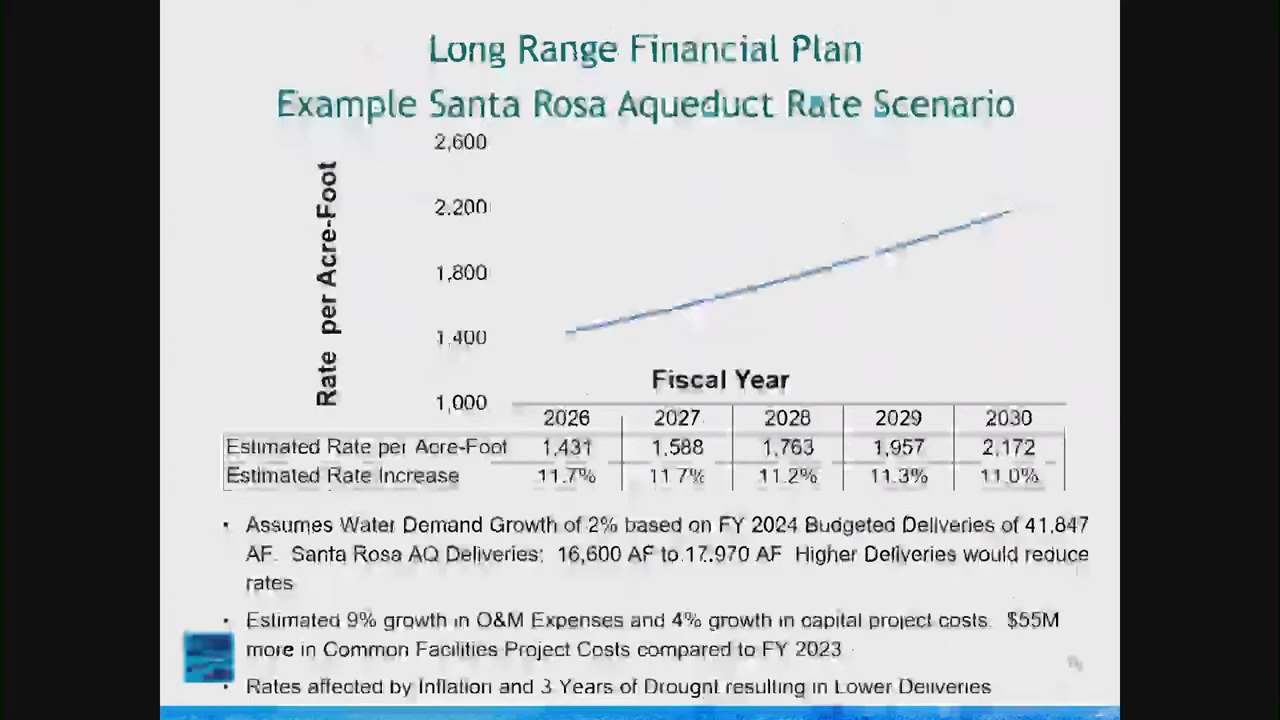 Long Range Financial Plan
Example Santa Rosa Aqueduct Rate Scenario
Rate per Acre-Foot
2,600
2,200
1,800
1,400
1,000
Fiscal Year
2026 2027 2028 2029 2030
Estimated Rate per Acre-Foot 1,431 1,588 1,763 1,957 2,172
Estimated Rate Increase 11.7% 11.7% 11.2% 11.3% 11.0%
• Assumes Water Demand Growth of 2% based on FY 2024 Budgeted Deliveries of 41,847
AF. Santa Rosa AQ Deliveries: 16,600 AF to 17,970 AF Higher Deliveries would reduce
rates
• Estimated 9% growth in O&M Expenses and 4% growth in capital project costs. $55M
more in Common Facilities Project Costs compared to FY 2023
• Rates affected by Inflation and 3 Years of Drought resulting in Lower Deliveries